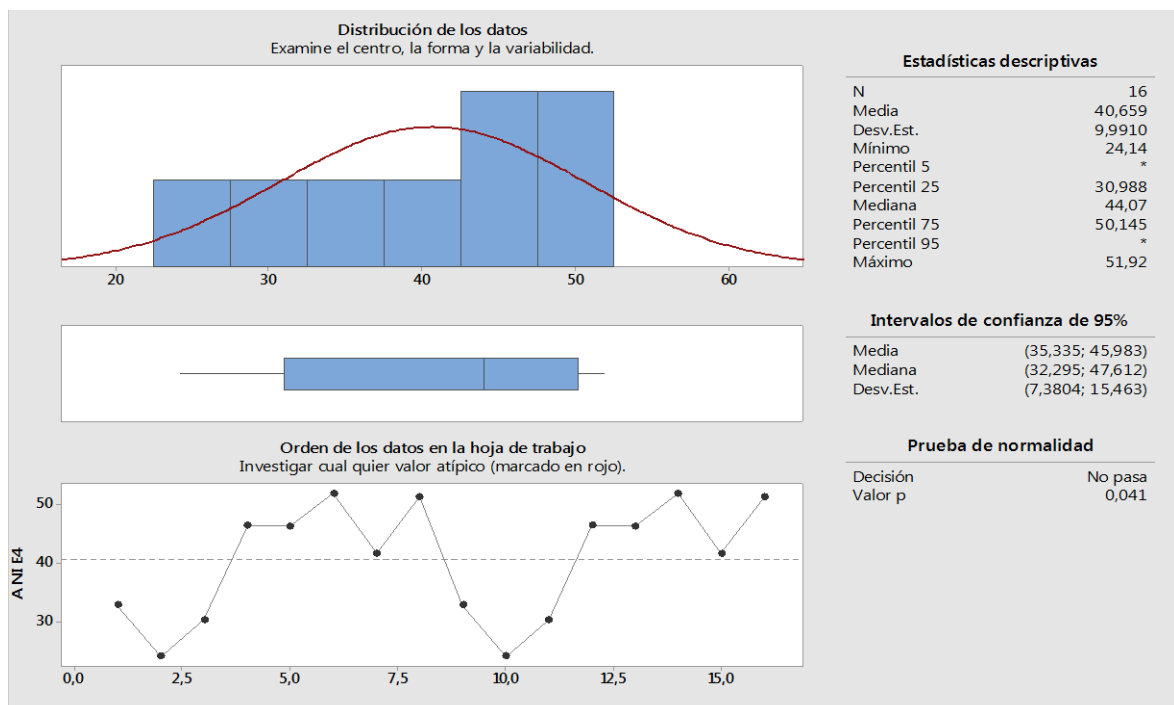 Distribución de los datos
Examine el centro, la forma y la variabilidad.
20 30 40 50 60
Orden de los datos en la hoja de trabajo
Investigar cual quier valor atípico (marcado en rojo).
50
40
30
ANI E4
0,0 2,5 5,0 7,5 10,0 12,5 15,0
Estadísticas descriptivas
N 16
Media 40,659
Desv.Est. 9,9910
Mínimo 24,14
Percentil 5 *
Percentil 25 30,988
Mediana 44,07
Percentil 75 50,145
Percentil 95 *
Máximo 51,92
Intervalos de confianza de 95%
Media (35,335; 45,983)
Mediana (32,295; 47,612)
Desv.Est. (7,3804; 15,463)
Prueba de normalidad
Decisión No pasa
Valor p 0,041